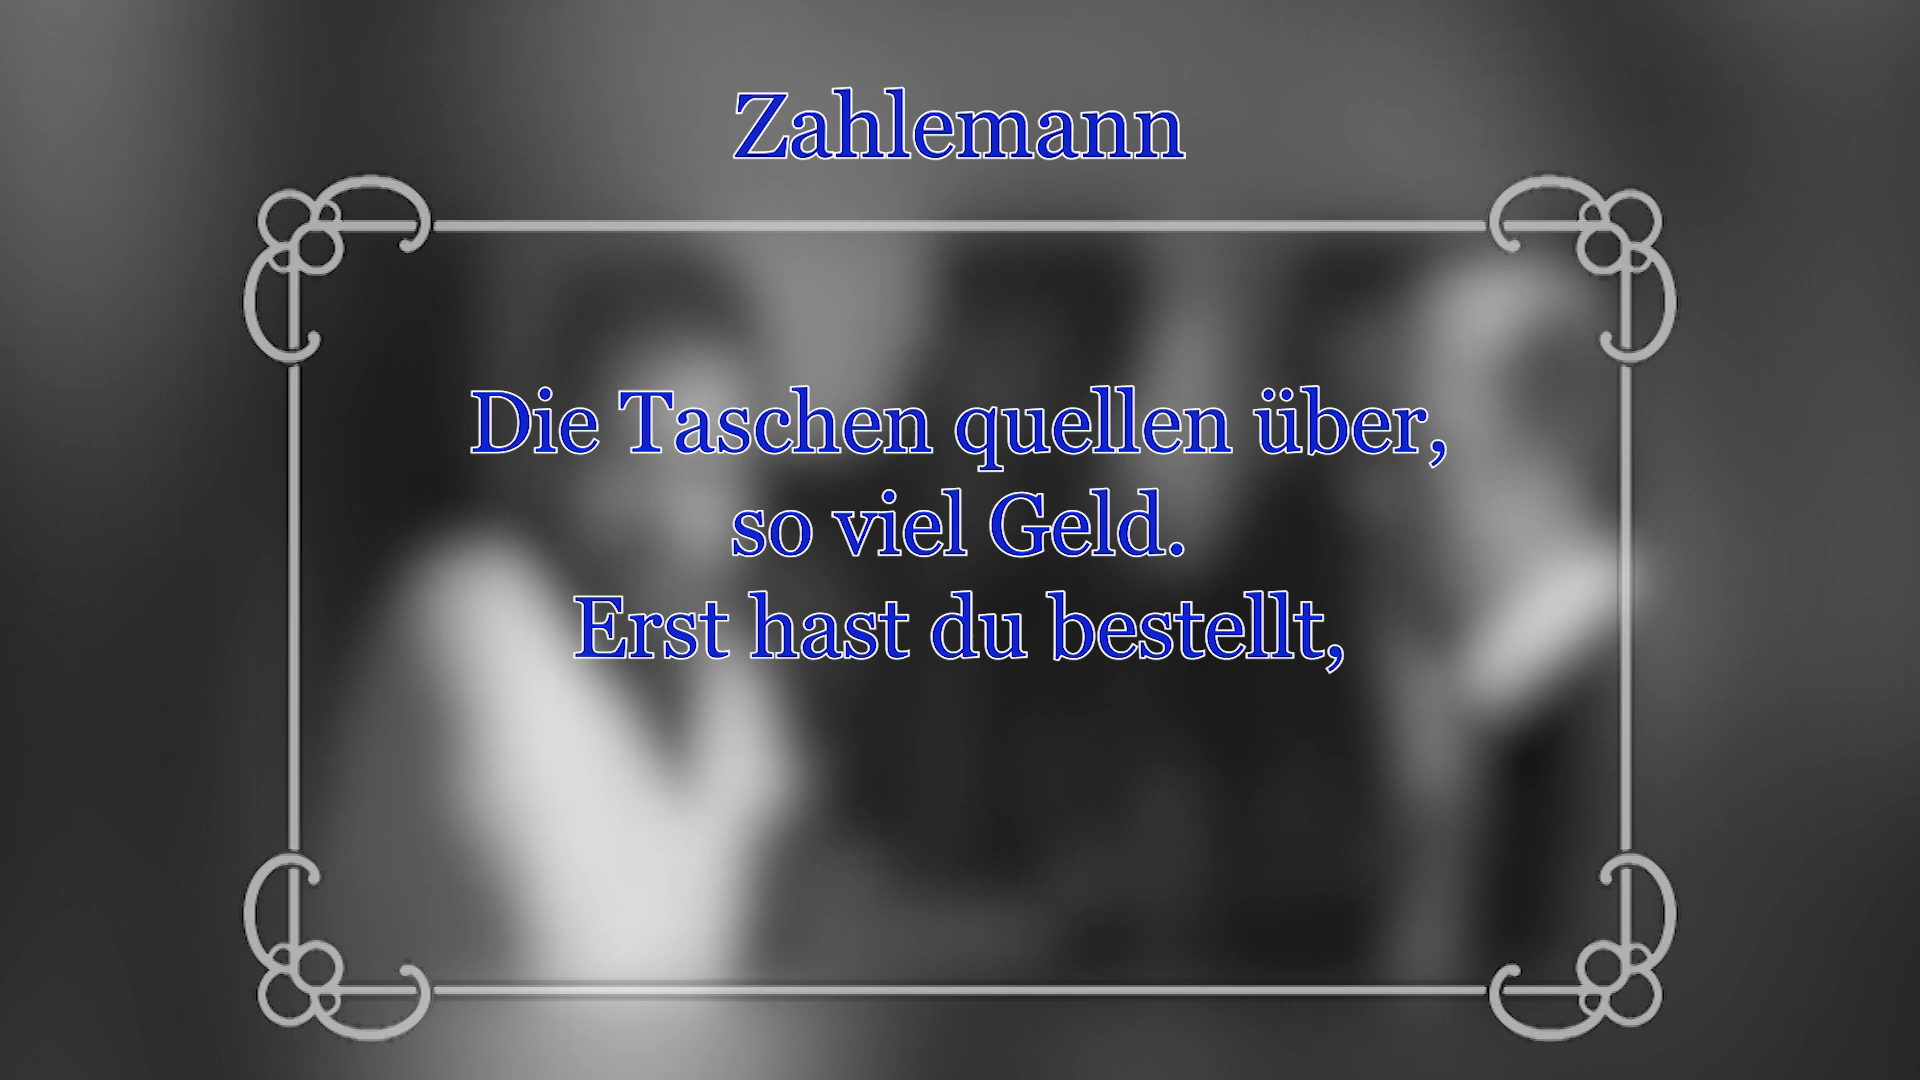 Zahlemann
Die Taschen quellen über,
so viel Geld.
Erst hast du bestellt,